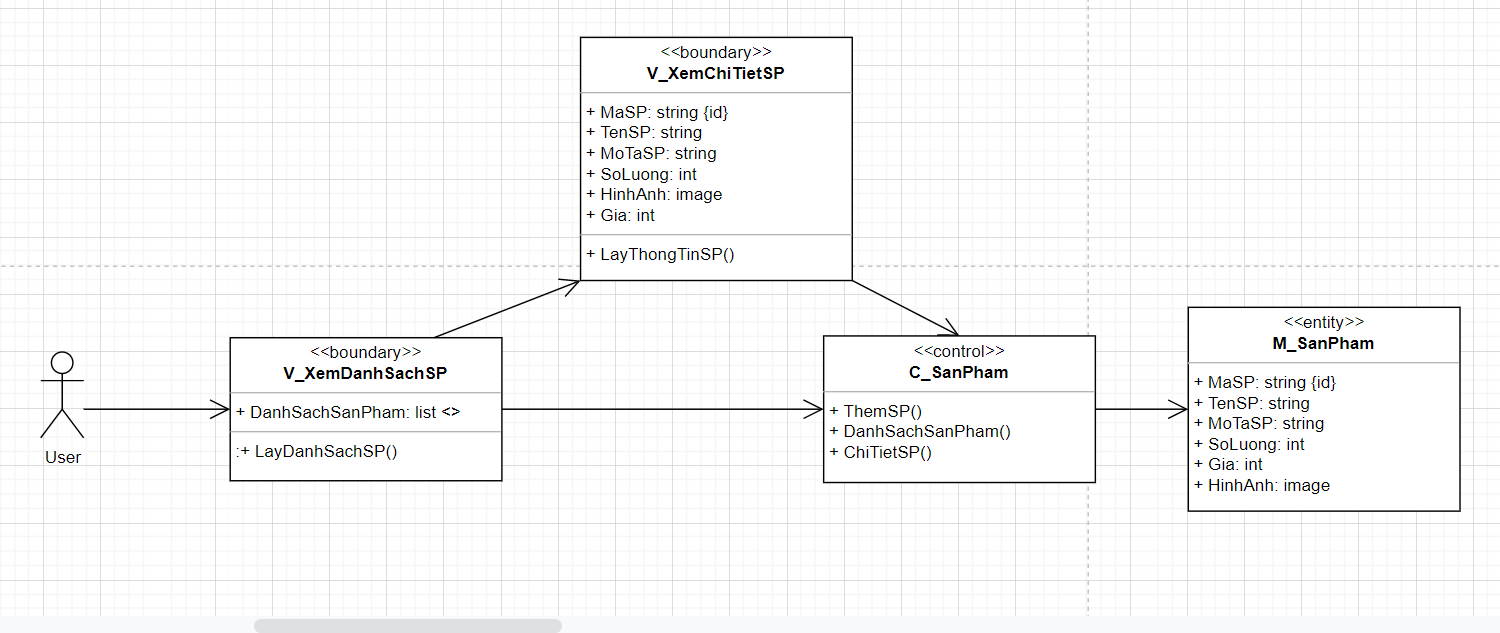 <<boundary>>
V_XemChiTietSP
+ MaSP: string {id}
+ TenSP: string
+ MoTaSP: string
+ SoLuong: int
+ HinhAnh: image
+ Gia: int
+ LayThongTinSP()
User
<<boundary>>
V_XemDanhSachSP
+ DanhSachSanPham: list <>
:+ LayDanhSachSP()
<<control>>
C_SanPham
+ ThemSP()
+ DanhSachSanPham()
+ ChiTietSP()
<<entity>>
M_SanPham
+ MaSP: string {id}
+ TenSP: string
+ MoTaSP: string
+ SoLuong: int
+ Gia: int
+ HinhAnh: image